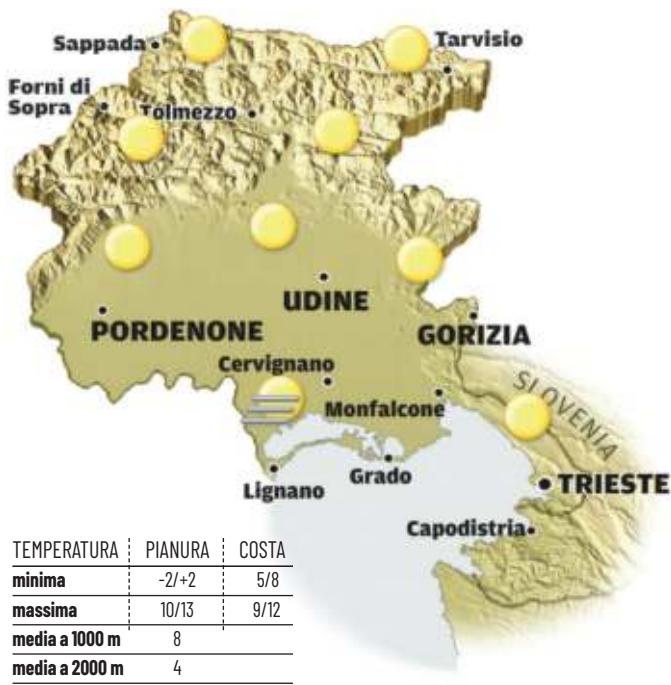 Sappada
Tarvisio
Forni di
Sopra
Tolmezzo
UDINE
PORDENONE
GORIZIA
Cervignano
Monfalcone
SLOVENIA
Lignano
Grado
TRIESTE
Capodistria
TEMPERATURA PIANURA COSTA
minima -2/+2 5/8
massima 10/13 9/12
media a 1000 m 8
media a 2000 m 4